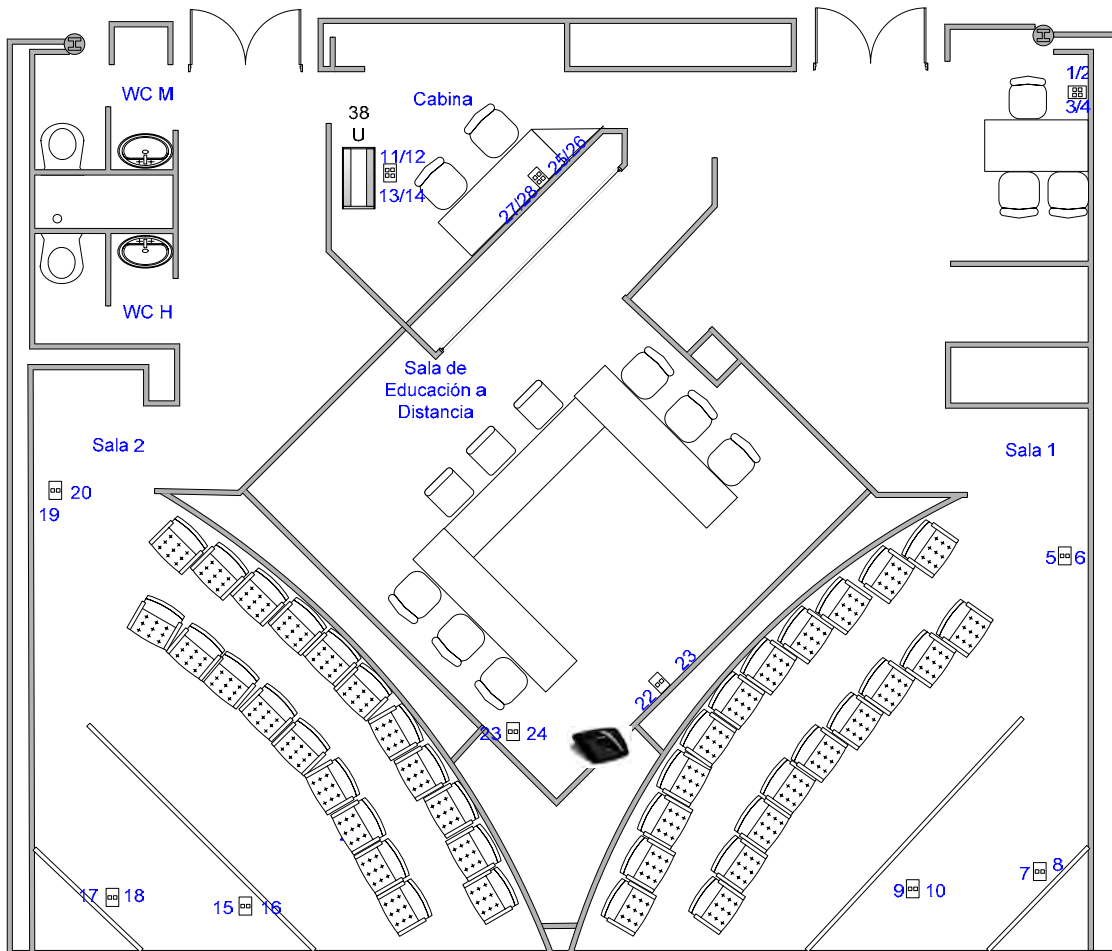 1/2
3/4
WC M
Cabina
38
U
11/12
13/14
25/26
27/28
WC H
Sala de
Educación a
Distancia
Sala 2
Sala 1
20
19
5 6
23
22
23 24
17 18
15 16
9 10
7 8